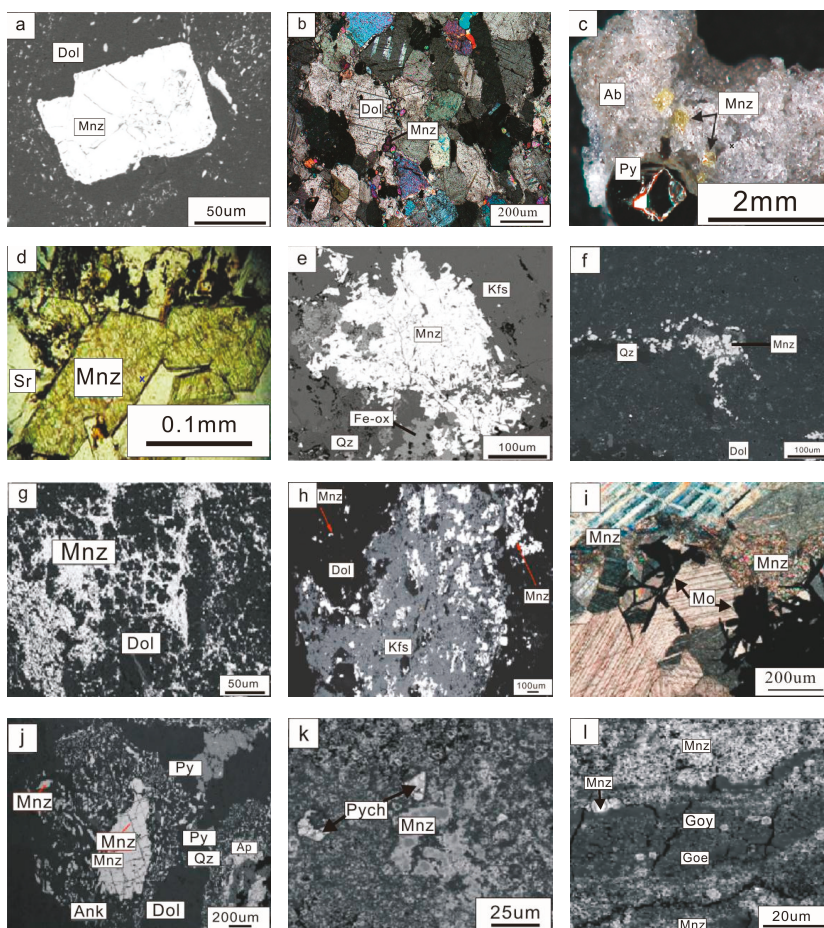 a
Dol
Mnz
50um
b
Dol
Mnz
200um
c
Ab
Mnz
Py
2mm
d
Sr
Mnz
x
0.1mm
e
Kfs
Mnz
Fe-ox
Qz
100um
f
Qz
Mnz
Dol
100um
g
Mnz
Dol
50um
h
Mnz
Dol
Mnz
Kfs
100um
i
Mnz
Mnz
Mo
200um
j
Py
Mnz
Mnz
Mnz
Py
Qz
Ap
Ank
Dol
200um
k
Pych
Mnz
25um
l
Mnz
Mnz
Goy
Goe
Mnz
20um